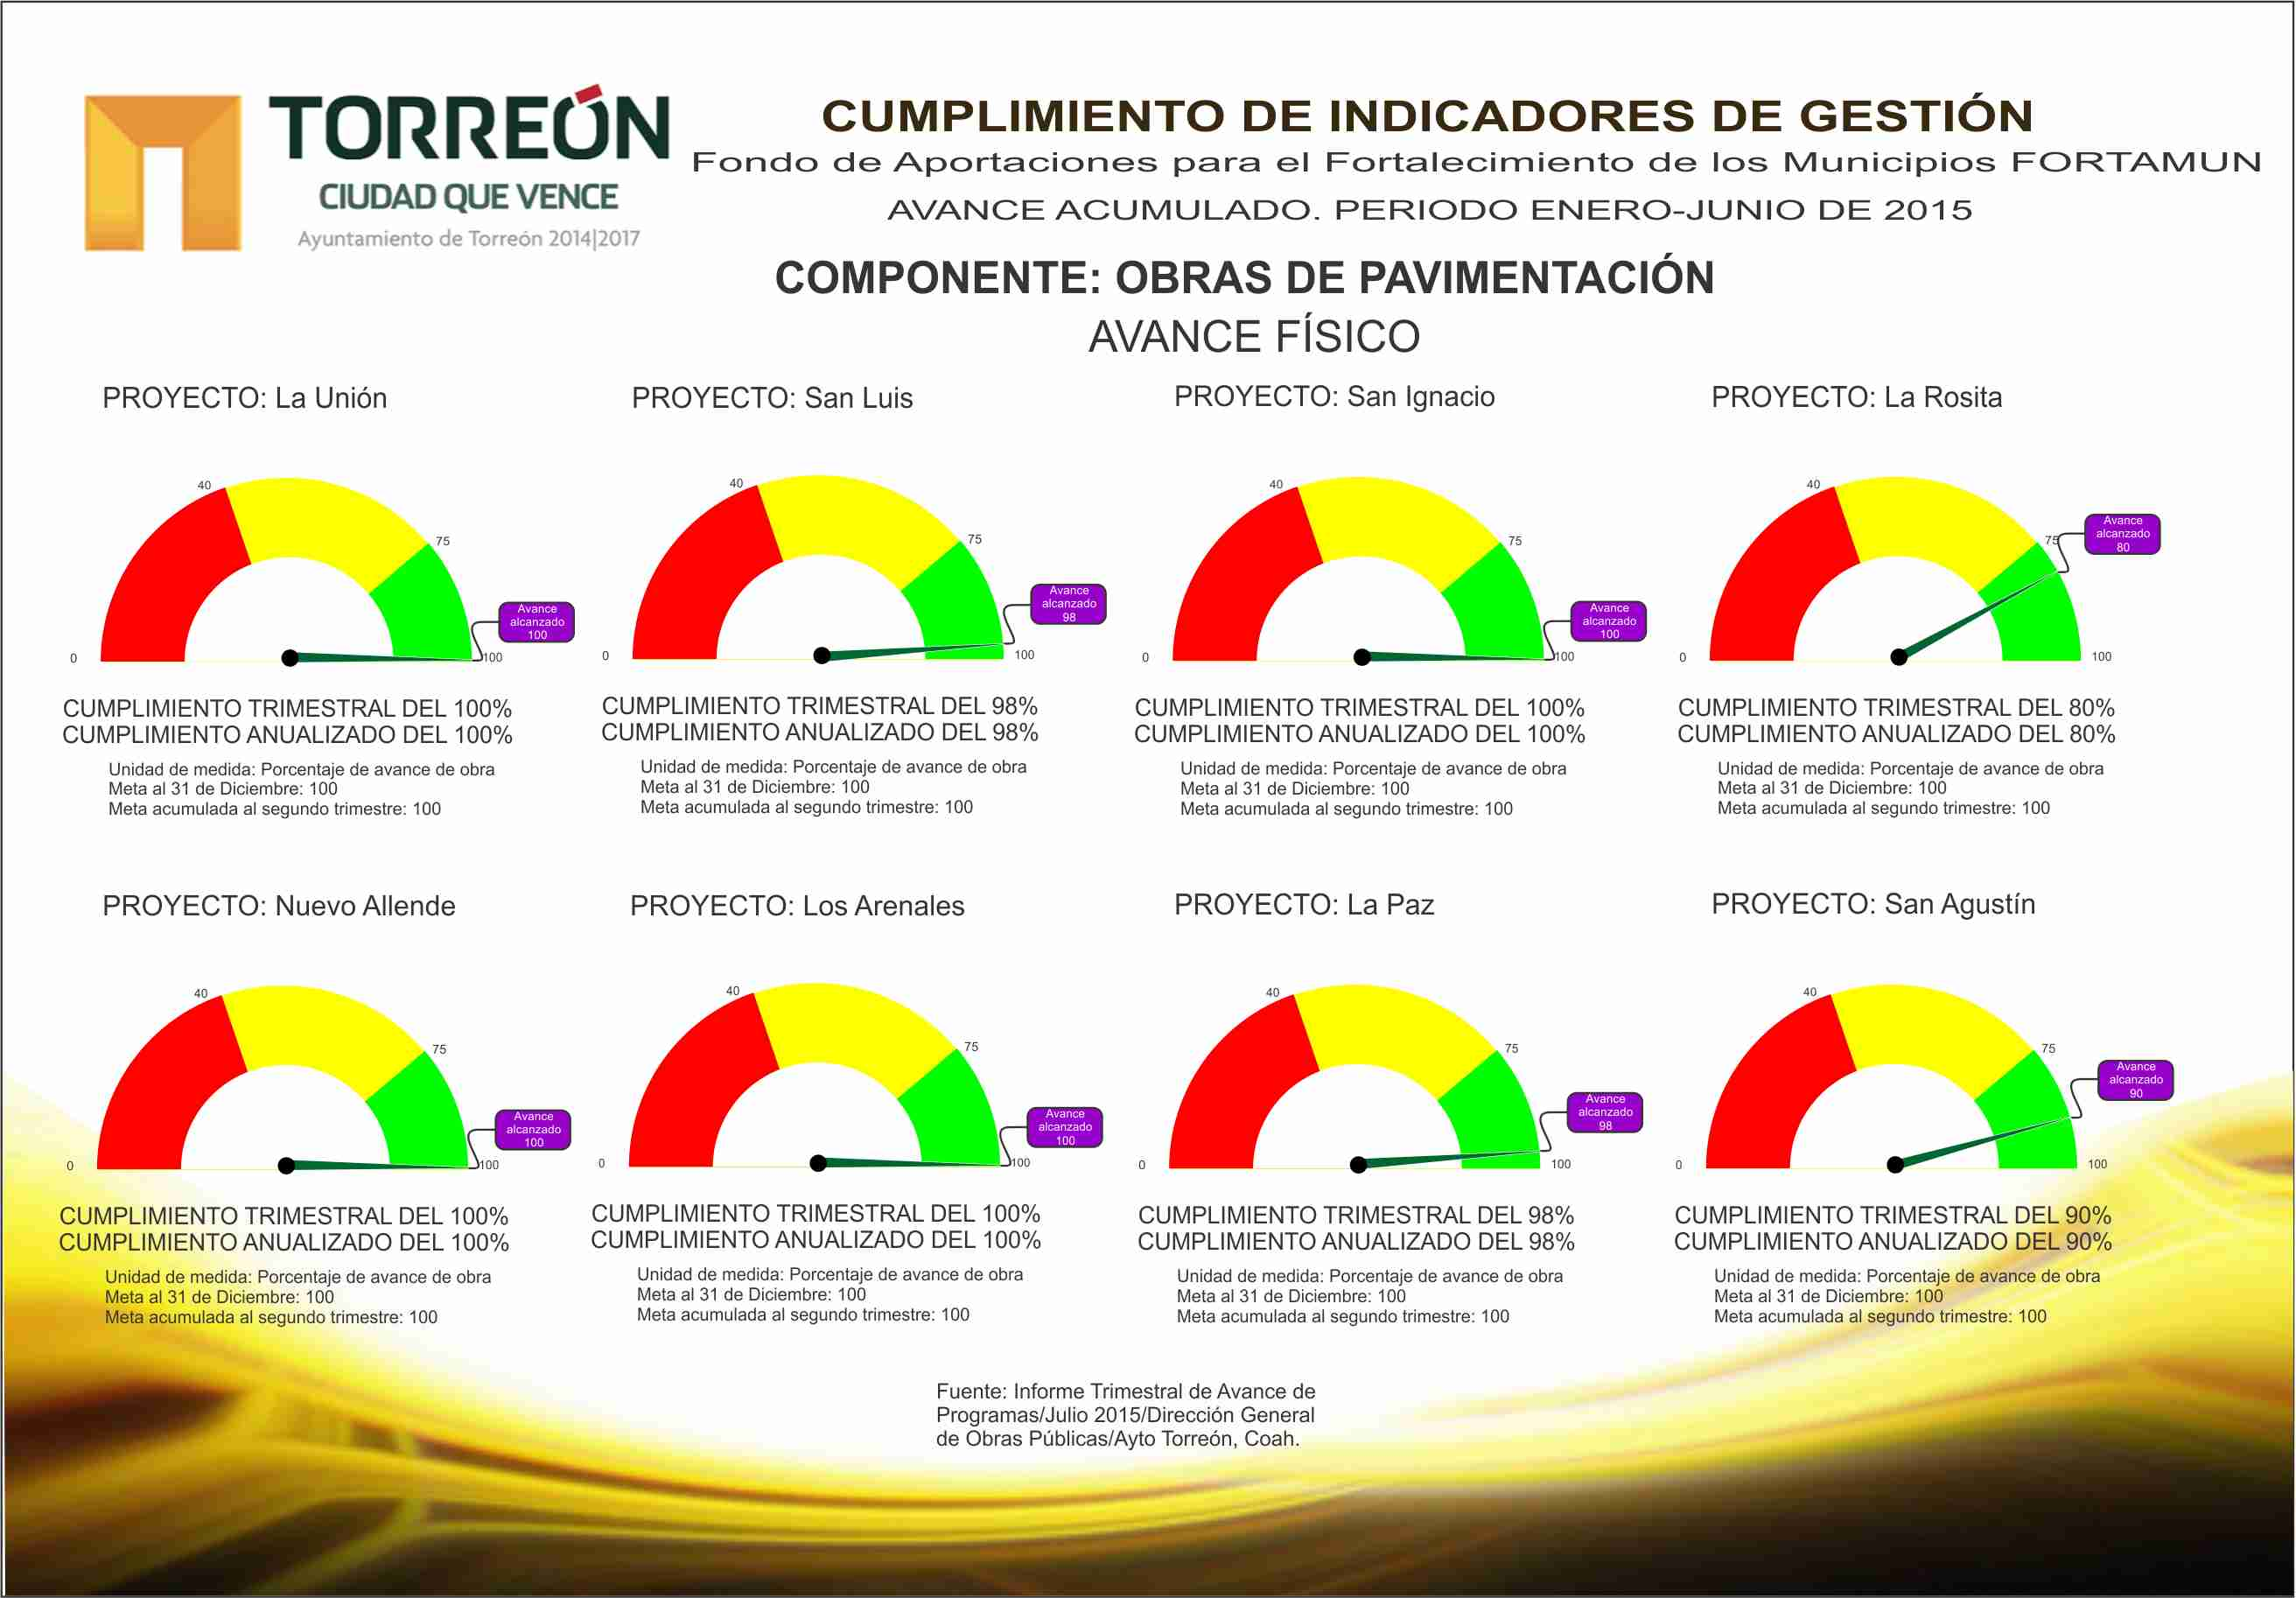 TORREÓN
CIUDAD QUE VENCE
Ayuntamiento de Torreón 2014|2017
CUMPLIMIENTO DE INDICADORES DE GESTIÓN
Fondo de Aportaciones para el Fortalecimiento de los Municipios FORTAMUN
AVANCE ACUMULADO. PERIODO ENERO-JUNIO DE 2015
COMPONENTE: OBRAS DE PAVIMENTACIÓN
AVANCE FÍSICO
PROYECTO: La Unión
40
75
Avance
alcanzado
100
0
100
CUMPLIMIENTO TRIMESTRAL DEL 100%
CUMPLIMIENTO ANUALIZADO DEL 100%
Unidad de medida: Porcentaje de avance de obra
Meta al 31 de Diciembre: 100
Meta acumulada al segundo trimestre: 100
PROYECTO: San Luis
40
75
Avance
alcanzado
98
0
100
CUMPLIMIENTO TRIMESTRAL DEL 98%
CUMPLIMIENTO ANUALIZADO DEL 98%
Unidad de medida: Porcentaje de avance de obra
Meta al 31 de Diciembre: 100
Meta acumulada al segundo trimestre: 100
PROYECTO: San Ignacio
40
75
Avance
alcanzado
100
0
100
CUMPLIMIENTO TRIMESTRAL DEL 100%
CUMPLIMIENTO ANUALIZADO DEL 100%
Unidad de medida: Porcentaje de avance de obra
Meta al 31 de Diciembre: 100
Meta acumulada al segundo trimestre: 100
PROYECTO: La Rosita
40
75
Avance
alcanzado
80
0
100
CUMPLIMIENTO TRIMESTRAL DEL 80%
CUMPLIMIENTO ANUALIZADO DEL 80%
Unidad de medida: Porcentaje de avance de obra
Meta al 31 de Diciembre: 100
Meta acumulada al segundo trimestre: 100
PROYECTO: Nuevo Allende
40
75
Avance
alcanzado
100
0
100
CUMPLIMIENTO TRIMESTRAL DEL 100%
CUMPLIMIENTO ANUALIZADO DEL 100%
Unidad de medida: Porcentaje de avance de obra
Meta al 31 de Diciembre: 100
Meta acumulada al segundo trimestre: 100
PROYECTO: Los Arenales
40
75
Avance
alcanzado
100
0
100
CUMPLIMIENTO TRIMESTRAL DEL 100%
CUMPLIMIENTO ANUALIZADO DEL 100%
Unidad de medida: Porcentaje de avance de obra
Meta al 31 de Diciembre: 100
Meta acumulada al segundo trimestre: 100
PROYECTO: La Paz
40
75
Avance
alcanzado
98
0
100
CUMPLIMIENTO TRIMESTRAL DEL 98%
CUMPLIMIENTO ANUALIZADO DEL 98%
Unidad de medida: Porcentaje de avance de obra
Meta al 31 de Diciembre: 100
Meta acumulada al segundo trimestre: 100
PROYECTO: San Agustín
40
75
Avance
alcanzado
90
0
100
CUMPLIMIENTO TRIMESTRAL DEL 90%
CUMPLIMIENTO ANUALIZADO DEL 90%
Unidad de medida: Porcentaje de avance de obra
Meta al 31 de Diciembre: 100
Meta acumulada al segundo trimestre: 100
Fuente: Informe Trimestral de Avance de
Programas/Julio 2015/Dirección General
de Obras Públicas/Ayto Torreón, Coah.